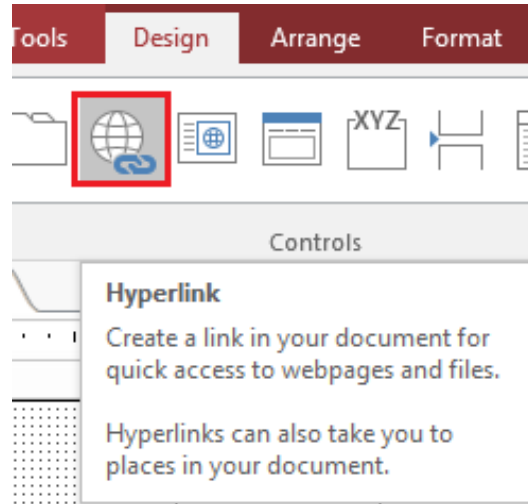 Tools Design Arrange Format
XYZ
Controls
Hyperlink
Create a link in your document for
quick access to webpages and files.
Hyperlinks can also take you to
places in your document.